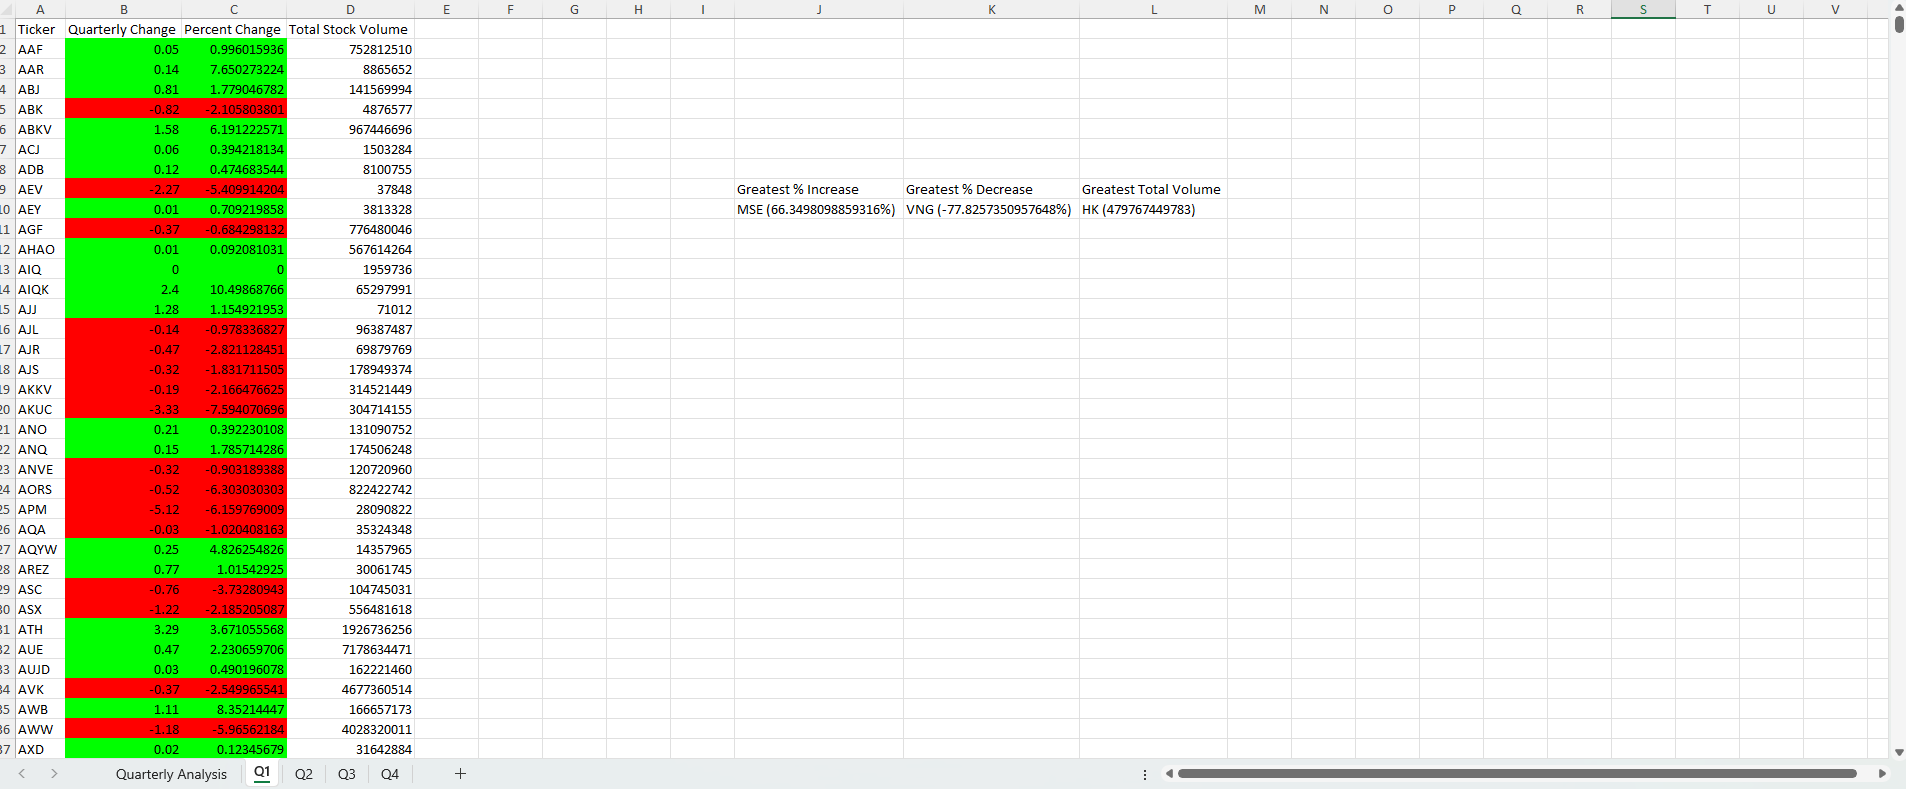 A B C D E F G H I J K L M N O P Q R S T U V
1 Ticker Quarterly Change Percent Change Total Stock Volume
2 AAF 0.05 0.996015936 752812510
3 AAR 0.14 7.650273224 8865652
4 ABJ 0.81 1.779046782 141569994
5 ABK -0.82 -2.105803801 4876577
6 ABKV 1.58 6.191222571 967446696
7 ACJ 0.06 0.394218134 1503284
8 ADB 0.12 0.474683544 8100755
9 AEV -2.27 -5.409914204 37848 Greatest % Increase Greatest % Decrease Greatest Total Volume
10 AEY 0.01 0.709219858 3813328 MSE (66.3498098859316%) VNG (-77.8257350957648%) HK (479767449783)
11 AGF -0.37 -0.684298132 776480046
12 AHAO 0.01 0.092081031 567614264
13 AIQ 0 0 1959736
14 AIQK 2.4 10.49868766 65297991
15 AJJ 1.28 1.154921953 71012
16 AJL -0.14 -0.978336827 96387487
17 AJR -0.47 -2.821128451 69879769
18 AJS -0.32 -1.831711505 178949374
19 AKKV -0.19 -2.166476625 314521449
20 AKUC -3.33 -7.594070696 304714155
21 ANO 0.21 0.392230108 131090752
22 ANQ 0.15 1.785714286 174506248
23 ANVE -0.32 -0.903189388 120720960
24 AORS -0.52 -6.303030303 822422742
25 APM -5.12 -6.159769009 28090822
26 AQA -0.03 -1.020408163 35324348
27 AQYW 0.25 4.826254826 14357965
28 AREZ 0.77 1.01542925 30061745
29 ASC -0.76 -3.73280943 104745031
30 ASX -1.22 -2.185205087 556481618
31 ATH 3.29 3.671055568 1926736256
32 AUE 0.47 2.230659706 7178634471
33 AUJD 0.03 0.490196078 162221460
34 AVK -0.37 -2.549965541 4677360514
35 AWB 1.11 8.35214447 166657173
36 AWW -1.18 -5.96562184 4028320011
37 AXD 0.02 0.12345679 31642884
Quarterly Analysis Q1 Q2 Q3 Q4 +